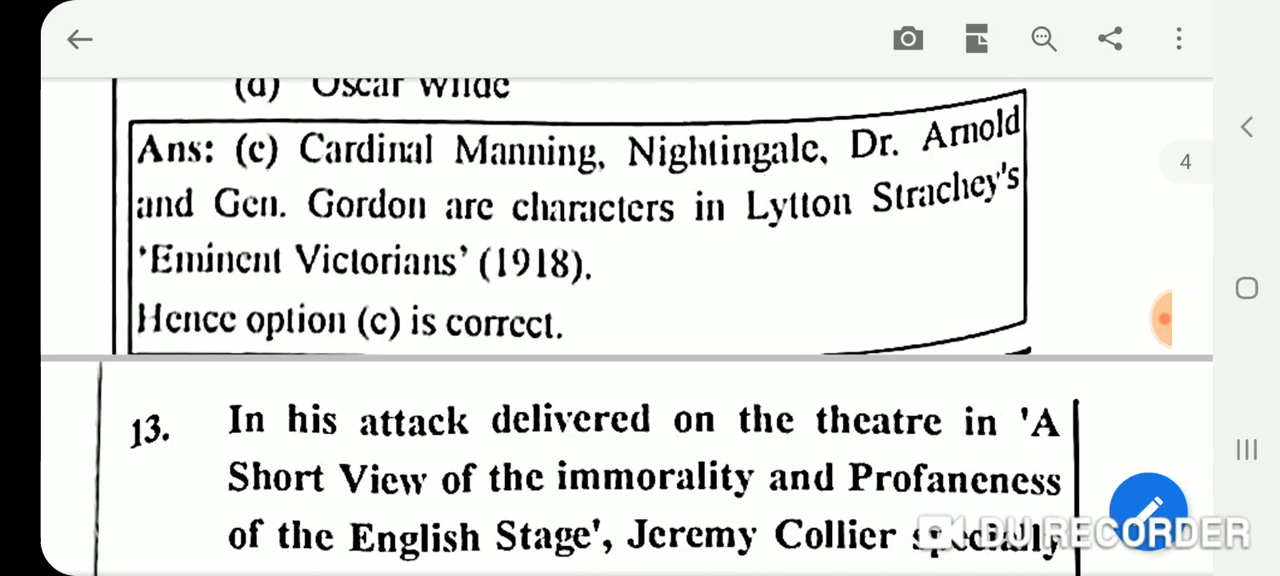 (d) Oscar Wilde
Ans: (c) Cardinal Manning, Nightingale, Dr. Arnold
and Gen. Gordon are characters in Lytton Strachey's
'Eminent Victorians' (1918).
Hence option (c) is correct.
4
13. In his attack delivered on the theatre in 'A
Short View of the immorality and Profaneness
of the English Stage', Jeremy Collier specially
DU RECORDER